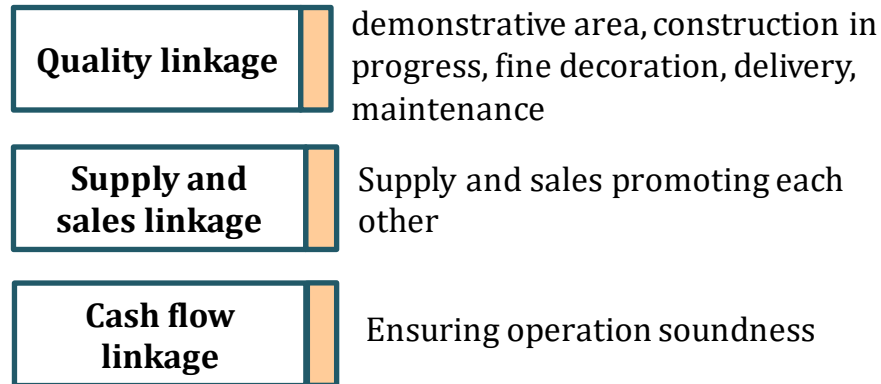 Quality linkage
demonstrative area, construction in
progress, fine decoration, delivery,
maintenance
Supply and
sales linkage
Supply and sales promoting each
other
Cash flow
linkage
Ensuring operation soundness